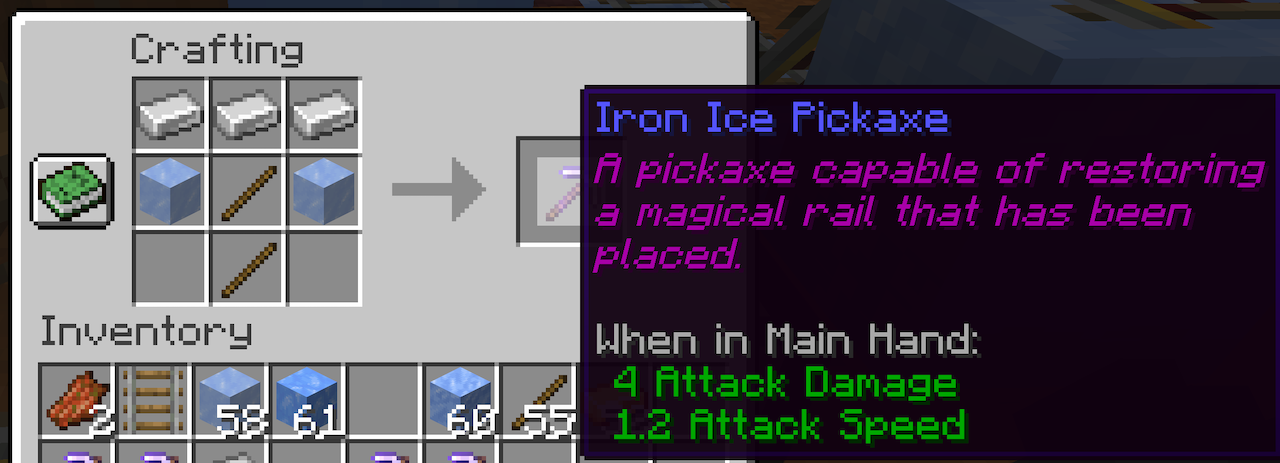 Crafting
Iron Ice Pickaxe
A pickaxe capable of restoring
a magical rail that has been
placed.
When in Main Hand:
4 Attack Damage
1.2 Attack Speed
Inventory
2 58 61 60 55